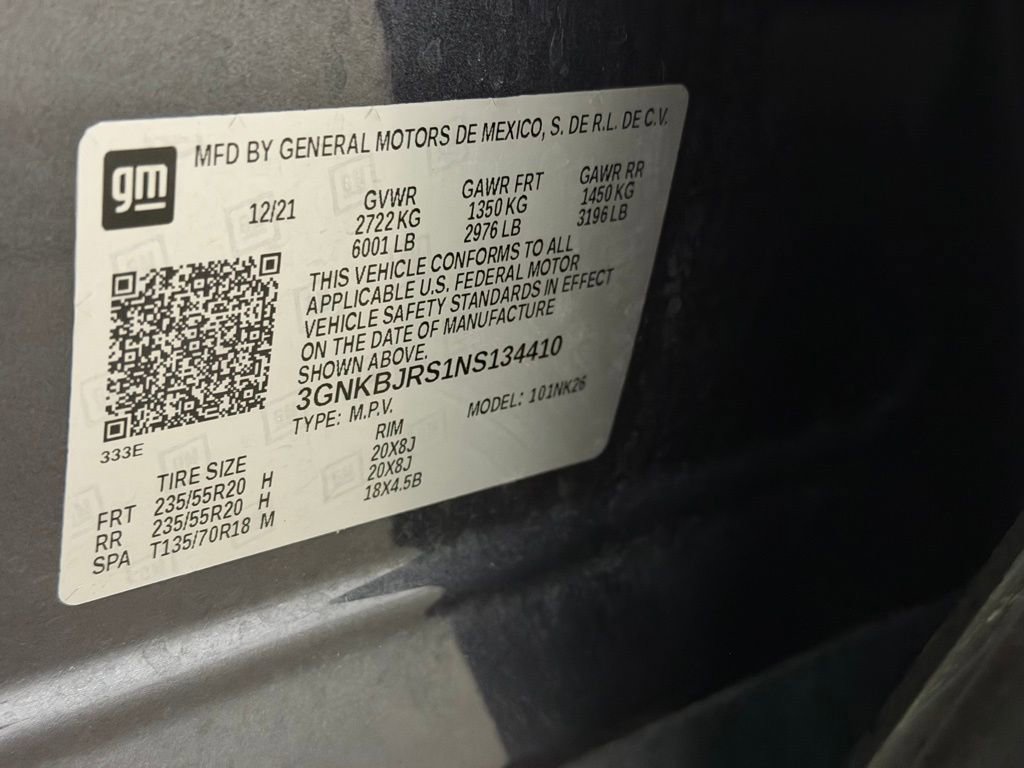 gm
MFD BY GENERAL MOTORS DE MEXICO, S. DE R.L. DE C.V.
12/21 GVWR GAWR FRT GAWR RR
2722 KG 1350 KG 1450 KG
6001 LB 2976 LB 3196 LB
THIS VEHICLE CONFORMS TO ALL
APPLICABLE U.S. FEDERAL MOTOR
VEHICLE SAFETY STANDARDS IN EFFECT
ON THE DATE OF MANUFACTURE
SHOWN ABOVE.
3GNKBJRS1NS134410
TYPE: M.P.V. MODEL: 101NK26
333E
TIRE SIZE RIM
FRT 235/55R20 H 20X8J
RR 235/55R20 H 20X8J
SPA T135/70R18 M 18X4.5B